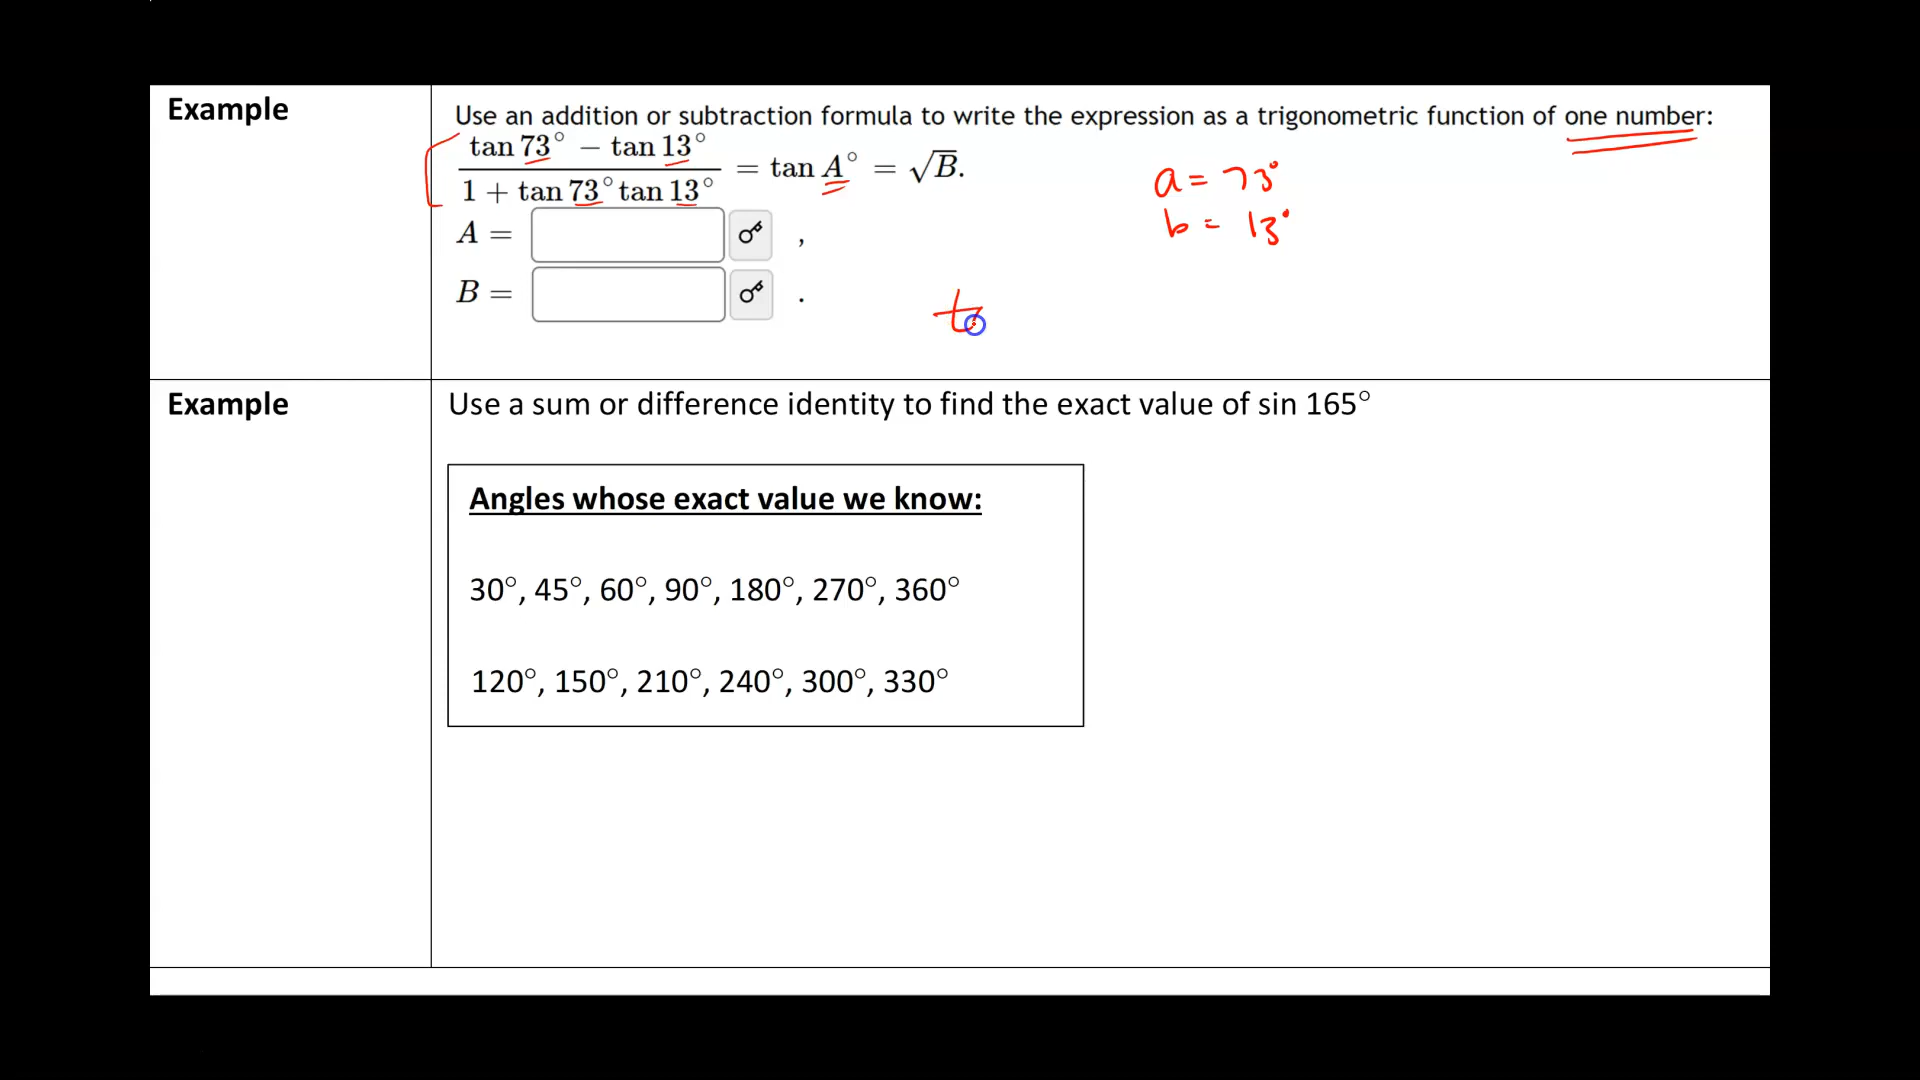 Example
Use an addition or subtraction formula to write the expression as a trigonometric function of one number:
tan 73° − tan 13°
1 + tan 73° tan 13°
= tan A° = √B.
a = 73°
b = 13°
A = ,
B = .
t
Example
Use a sum or difference identity to find the exact value of sin 165°
Angles whose exact value we know:
30°, 45°, 60°, 90°, 180°, 270°, 360°
120°, 150°, 210°, 240°, 300°, 330°